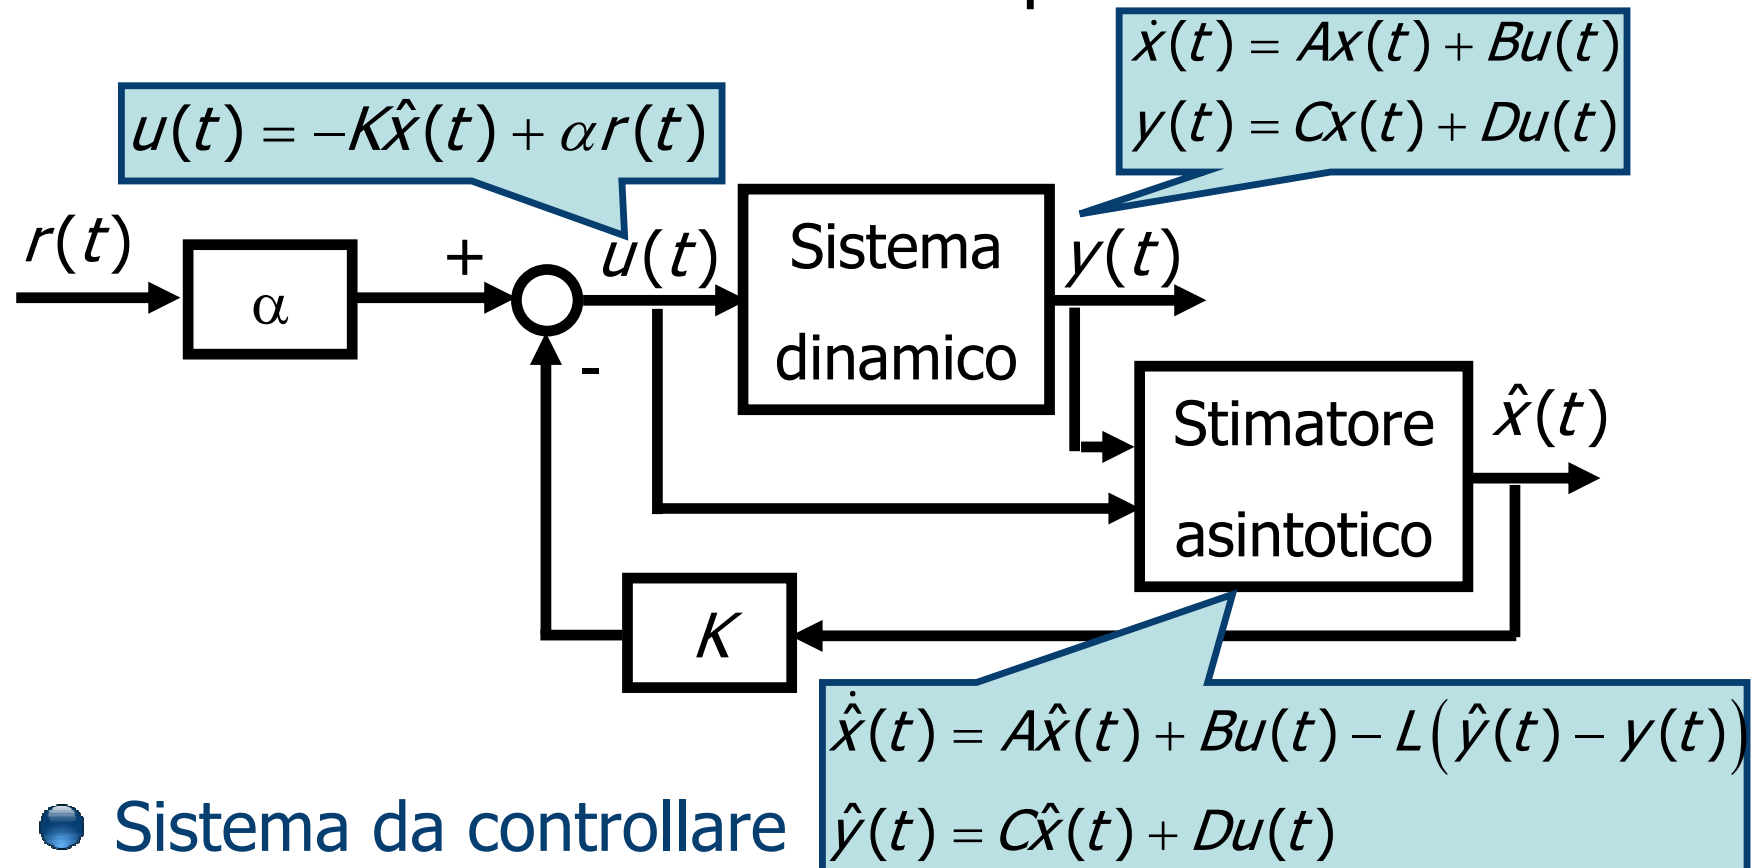 ẋ(t) = Ax(t) + Bu(t)
y(t) = Cx(t) + Du(t)
u(t) = −Kx̂(t) + αr(t)
r(t)
α
+
-
u(t)
Sistema
dinamico
y(t)
Stimatore
asintotico
x̂(t)
K
x̂̇(t) = Ax̂(t) + Bu(t) − L(ŷ(t) − y(t))
ŷ(t) = Cx̂(t) + Du(t)
Sistema da controllare